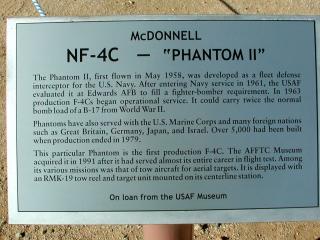 McDONNELL
NF-4C — "PHANTOM II"
The Phantom II, first flown in May 1958, was developed as a fleet defense
interceptor for the U.S. Navy. After entering Navy service in 1961, the USAF
evaluated it at Edwards AFB to fill a fighter-bomber requirement. In 1963
production F-4Cs began operational service. It could carry twice the normal
bomb load of a B-17 from World War II.
Phantoms have also served with the U.S. Marine Corps and many foreign nations
such as Great Britain, Germany, Japan, and Israel. Over 5,000 had been built
when production ended in 1979.
This particular Phantom is the first production F-4C. The AFFTC Museum
acquired it in 1991 after it had served almost its entire career in flight test. Among
its various missions was that of tow aircraft for aerial targets. It is displayed with
an RMK-19 tow reel and target unit mounted on its centerline station.
On loan from the USAF Museum